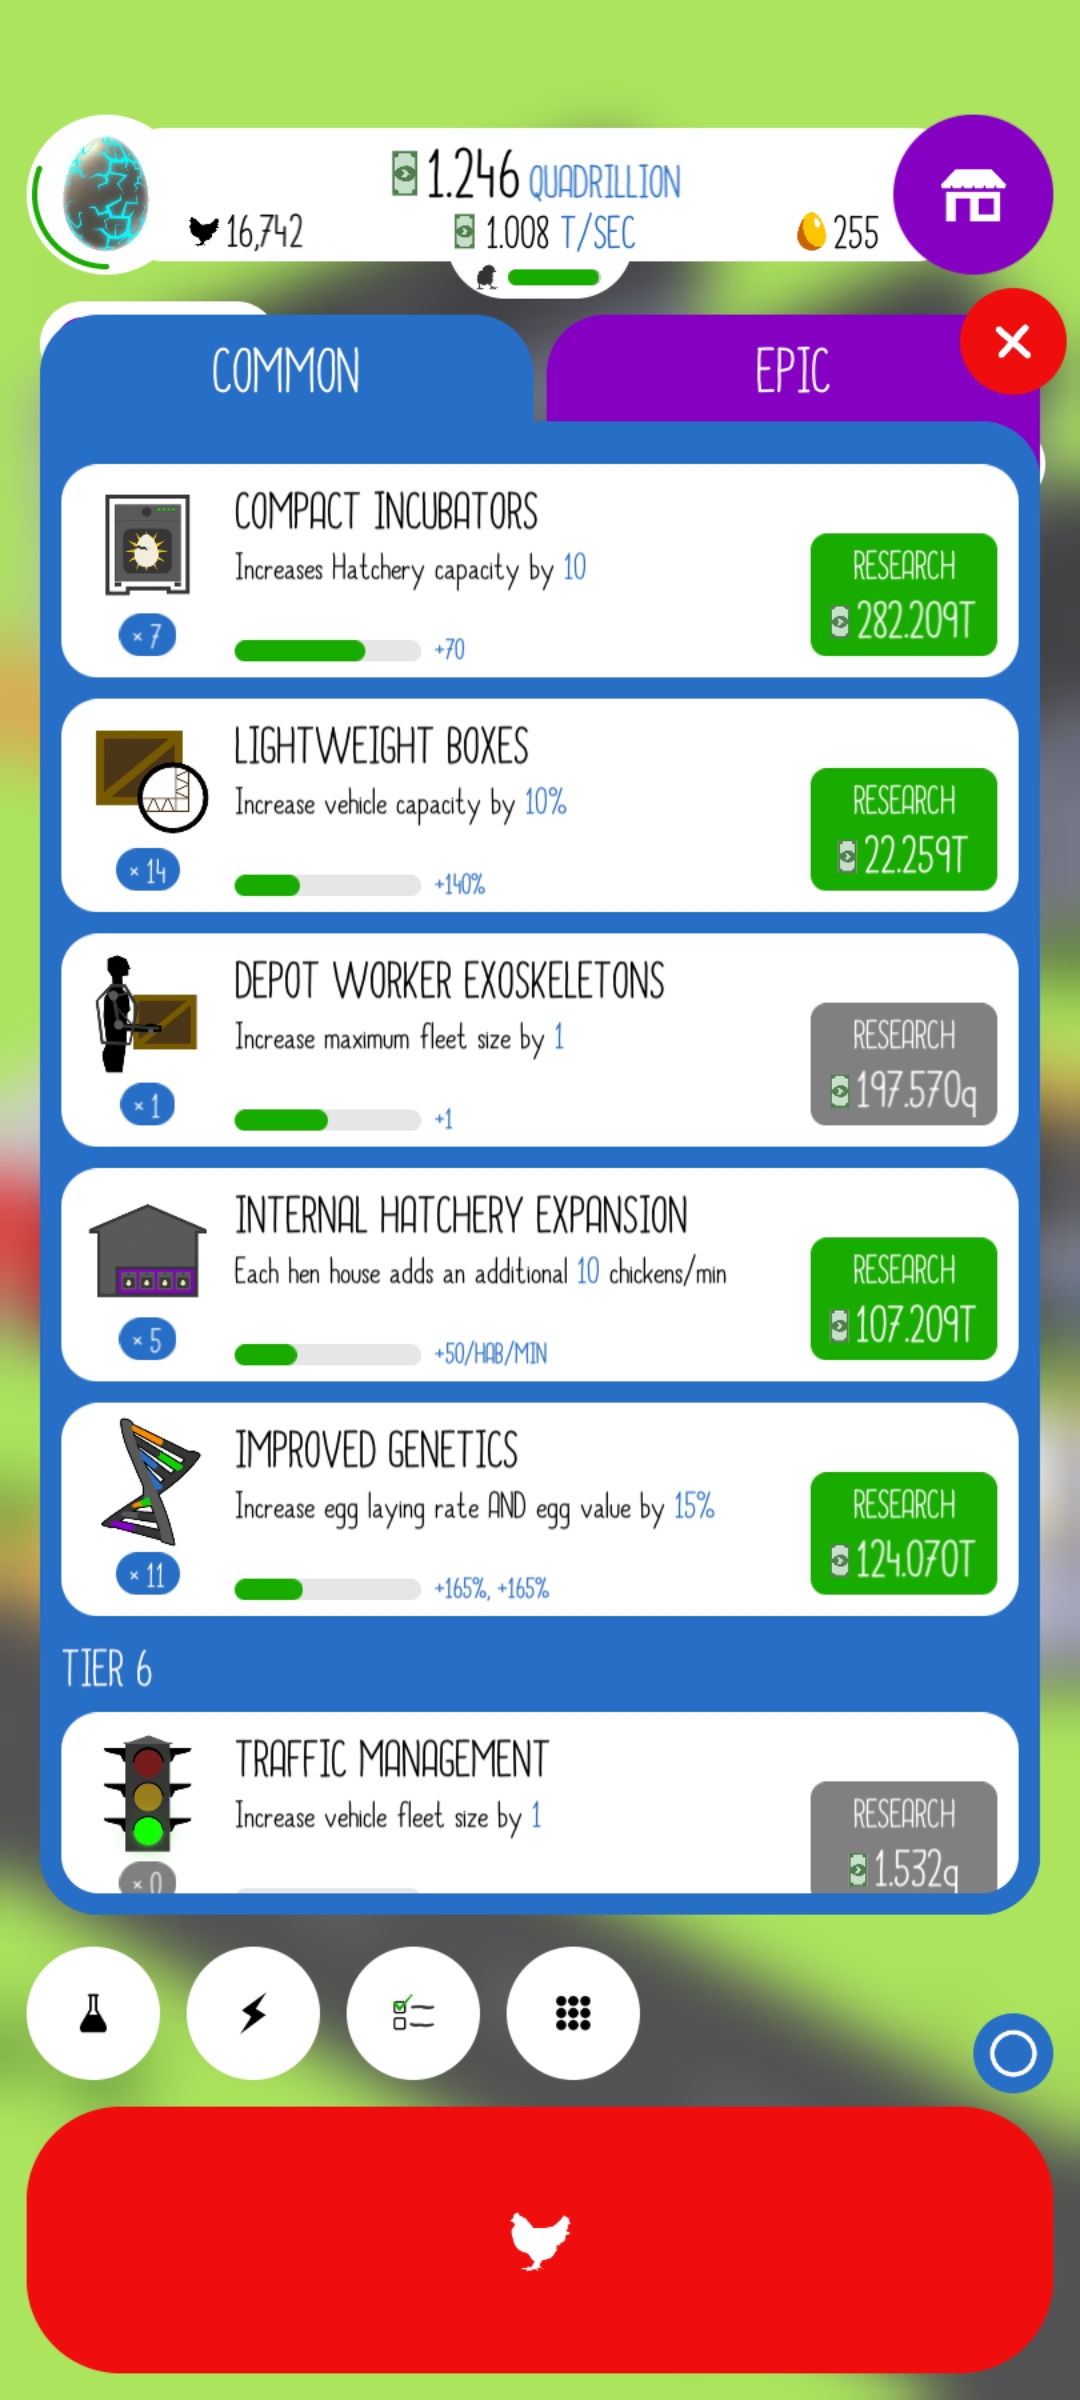 1.246 QUADRILLION
16,742
1.008 T/SEC
255
COMMON
EPIC
COMPACT INCUBATORS
Increases Hatchery capacity by 10
RESEARCH
282.209T
× 7
+70
LIGHTWEIGHT BOXES
Increase vehicle capacity by 10%
RESEARCH
22.259T
× 14
+140%
DEPOT WORKER EXOSKELETONS
Increase maximum fleet size by 1
RESEARCH
197.570q
× 1
+1
INTERNAL HATCHERY EXPANSION
Each hen house adds an additional 10 chickens/min
RESEARCH
107.209T
× 5
+50/HAB/MIN
IMPROVED GENETICS
Increase egg laying rate AND egg value by 15%
RESEARCH
124.070T
× 11
+165%, +165%
TIER 6
TRAFFIC MANAGEMENT
Increase vehicle fleet size by 1
RESEARCH
1.532q
× 0